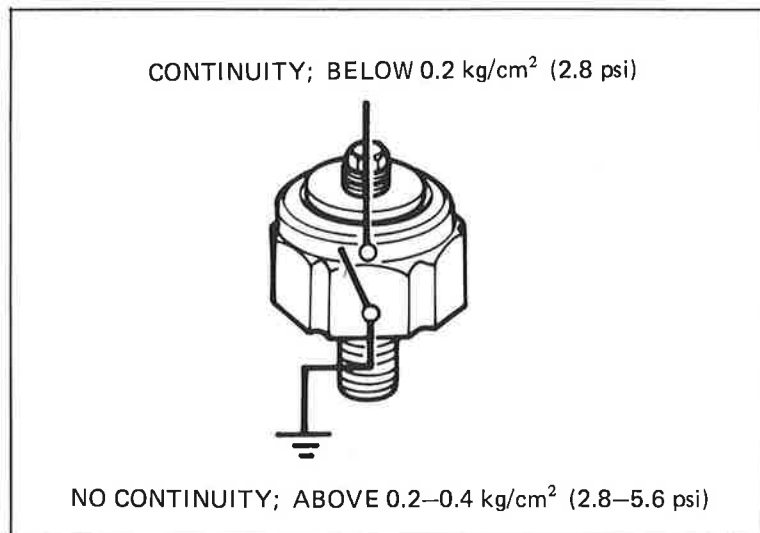 CONTINUITY; BELOW 0.2 kg/cm² (2.8 psi)
NO CONTINUITY; ABOVE 0.2–0.4 kg/cm² (2.8–5.6 psi)